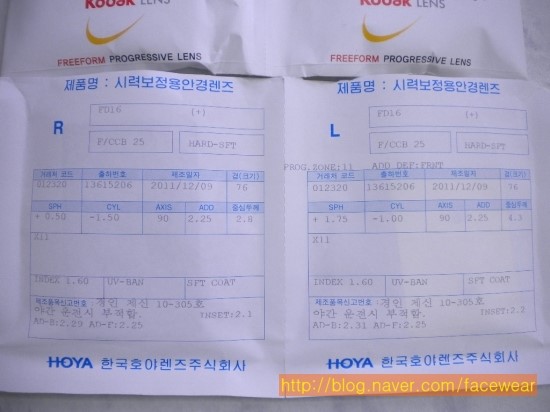 Kodak LENS
FREEFORM PROGRESSIVE LENS
제품명 : 시력보정용안경렌즈
R
FD16 [+]
F/CCB 25 HARD-SFT
거래처 코드 출하번호 제조일자 경(크기)
012320 13615206 2011/12/09 76
SPH CYL AXIS ADD 중심두께
+ 0.50 -1.50 90 2.25 2.8
X11
INDEX 1.60 UV-BAN SFT COAT
제조품목신고번호 : 경인 제신 10-305호
야간 운전시 부적합. INSET:2.1
AD-B:2.29 AD-F:2.25
HOYA 한국호야렌즈주식회사
Kodak LENS
FREEFORM PROGRESSIVE LENS
제품명 : 시력보정용안경렌즈
L
FD16 [+]
F/CCB 25 HARD-SFT
PROG.ZONE:11 ADD DEF:FRNT
거래처 코드 출하번호 제조일자 경(크기)
012320 13615206 2011/12/09 76
SPH CYL AXIS ADD 중심두께
+ 1.75 -1.00 90 2.25 4.3
X11
INDEX 1.60 UV-BAN SFT COAT
제조품목신고번호 : 경인 제신 10-305호
야간 운전시 부적합. INSET:2.2
AD-B:2.31 AD-F:2.25
HOYA 한국호야렌즈주식회사
http://blog.naver.com/facewear